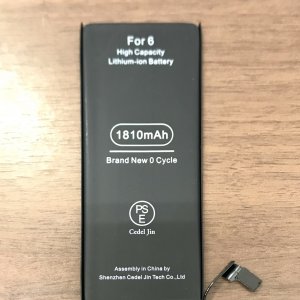 For 6
High Capacity
Lithium-ion Battery
1810mAh
Brand New 0 Cycle
PS
E
Cedel Jin
Assembly in China by
Shenzhen Cedel Jin Tech Co., Ltd